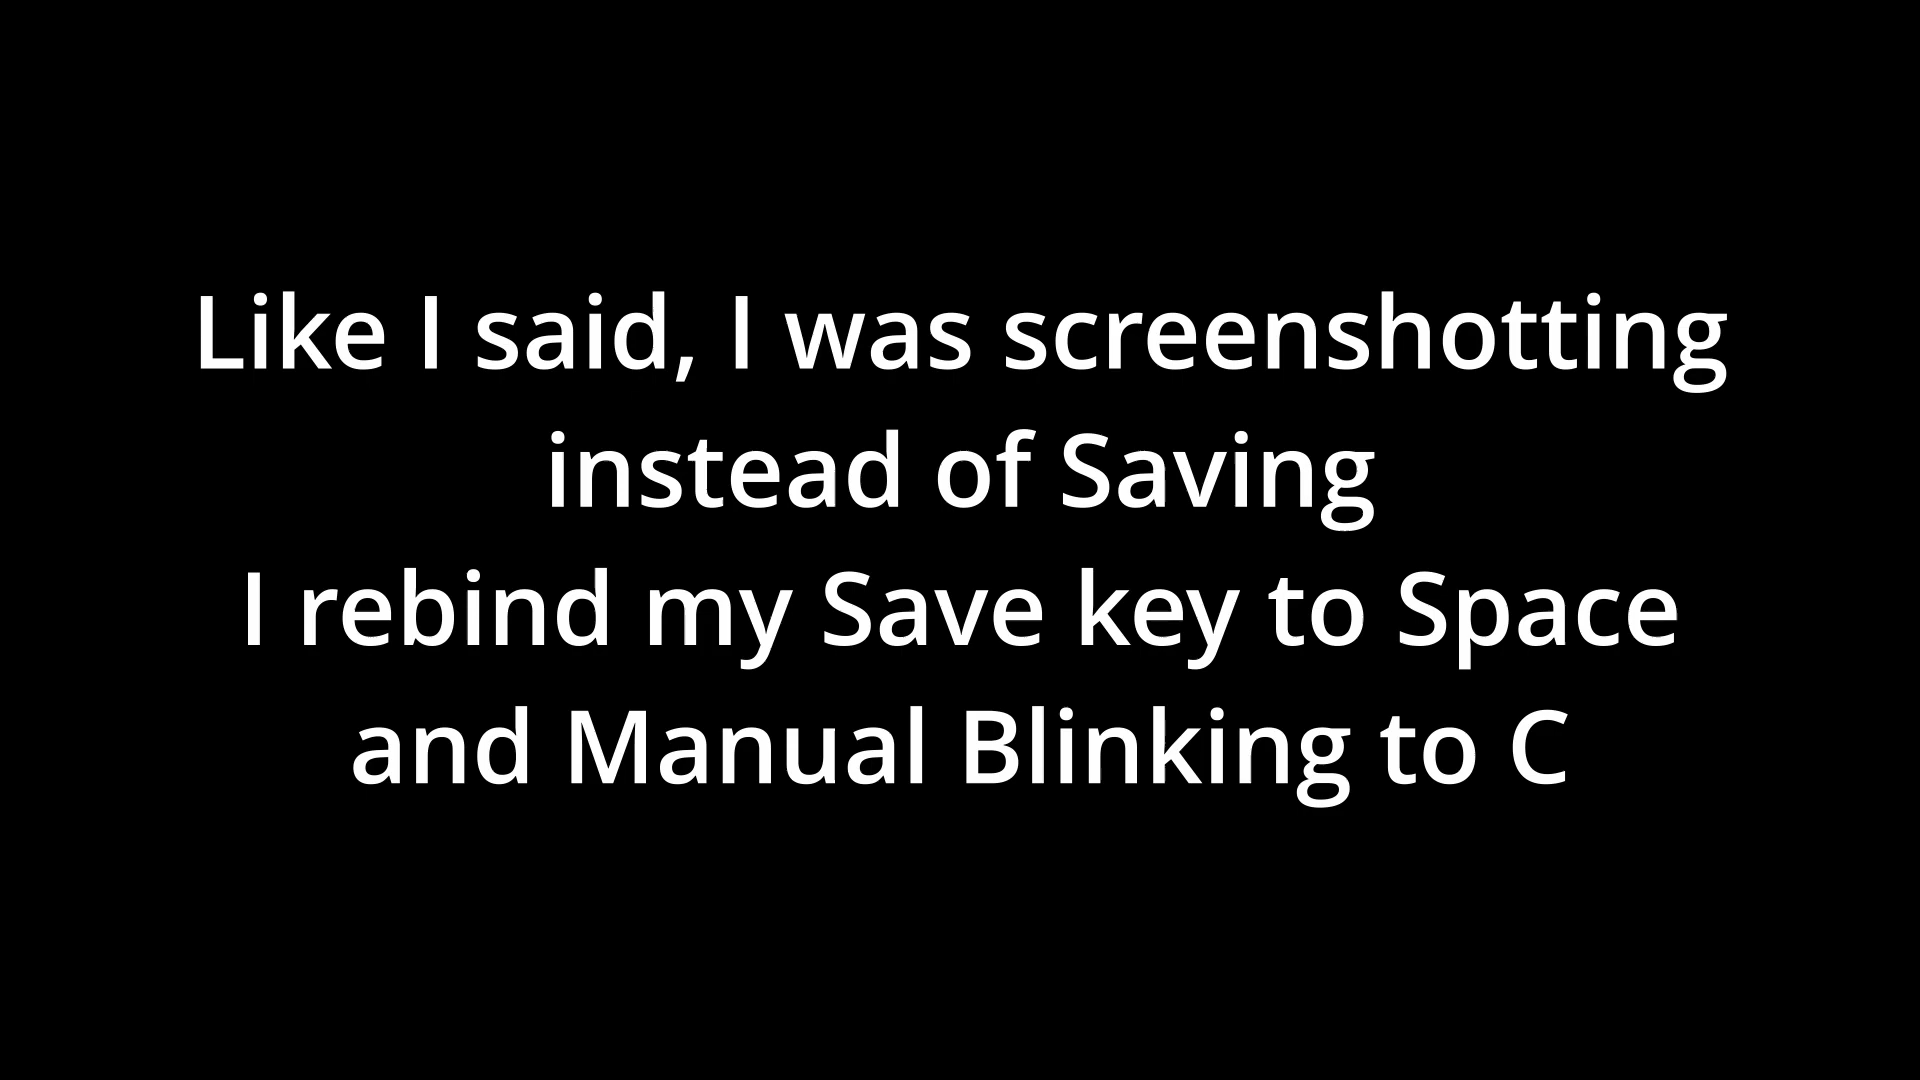 Like I said, I was screenshotting
instead of Saving
I rebind my Save key to Space
and Manual Blinking to C